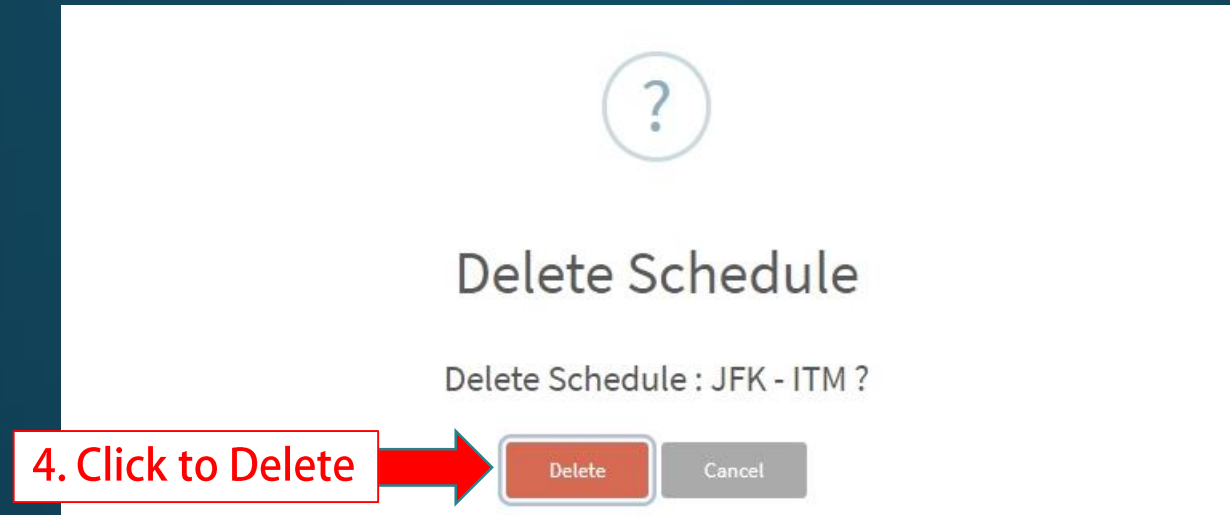 ?
Delete Schedule
Delete Schedule : JFK - ITM ?
4. Click to Delete
Delete
Cancel